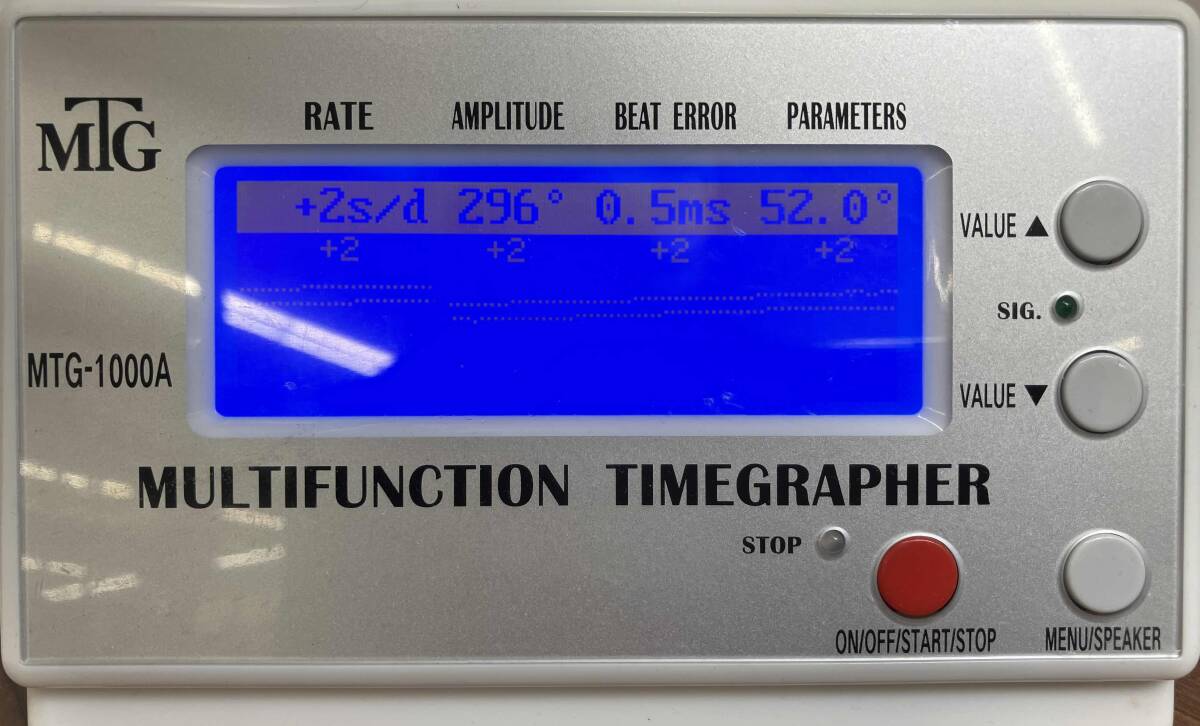 MTG
RATE AMPLITUDE BEAT ERROR PARAMETERS
+2s/d 296° 0.5ms 52.0°
+2 +2 +2 +2
VALUE ▲
SIG.
MTG-1000A
VALUE ▼
MULTIFUNCTION TIMEGRAPHER
STOP
ON/OFF/START/STOP MENU/SPEAKER